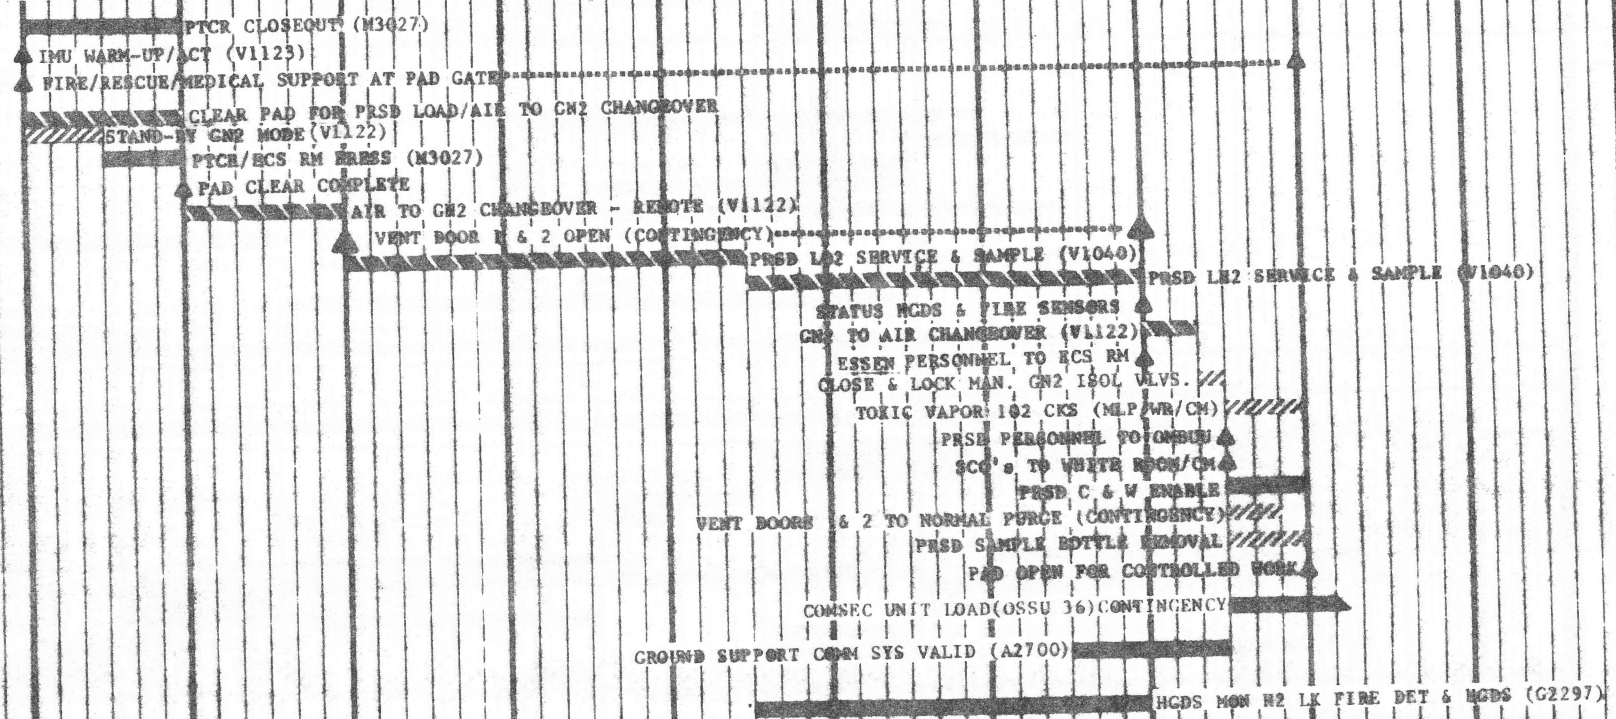 PTCR CLOSEOUT (M3027)
IMU WARM-UP/ACT (V1123)
FIRE/RESCUE/MEDICAL SUPPORT AT PAD GATE
CLEAR PAD FOR PRSD LOAD/AIR TO GN2 CHANGEOVER
STAND-BY GN2 MODE (V1122)
PTCR/ECS RM PRESS (M3027)
PAD CLEAR COMPLETE
AIR TO GN2 CHANGEOVER - REMOTE (V1122)
VENT DOOR 1 & 2 OPEN (CONTINGENCY)
PRSD LO2 SERVICE & SAMPLE (V1040)
PRSD LH2 SERVICE & SAMPLE (V1040)
STATUS HGDS & FIRE SENSORS
GN2 TO AIR CHANGEOVER (V1122)
ESSEN PERSONNEL TO ECS RM
CLOSE & LOCK MAN. GN2 ISOL VLVS.
TOXIC VAPOR 102 CKS (MLP/WR/CM)
PRSD PERSONNEL TO OMBUU
SCO's TO WHITE ROOM/CM
PRSD C & W ENABLE
VENT DOORS & 2 TO NORMAL PURGE (CONTINGENCY)
PRSD SAMPLE BOTTLE REMOVAL
PAD OPEN FOR CONTROLLED WORK
COMSEC UNIT LOAD(OSSU 36)CONTINGENCY
GROUND SUPPORT COMM SYS VALID (A2700)
HGDS MON H2 LK FIRE DET & HGDS (G2297)